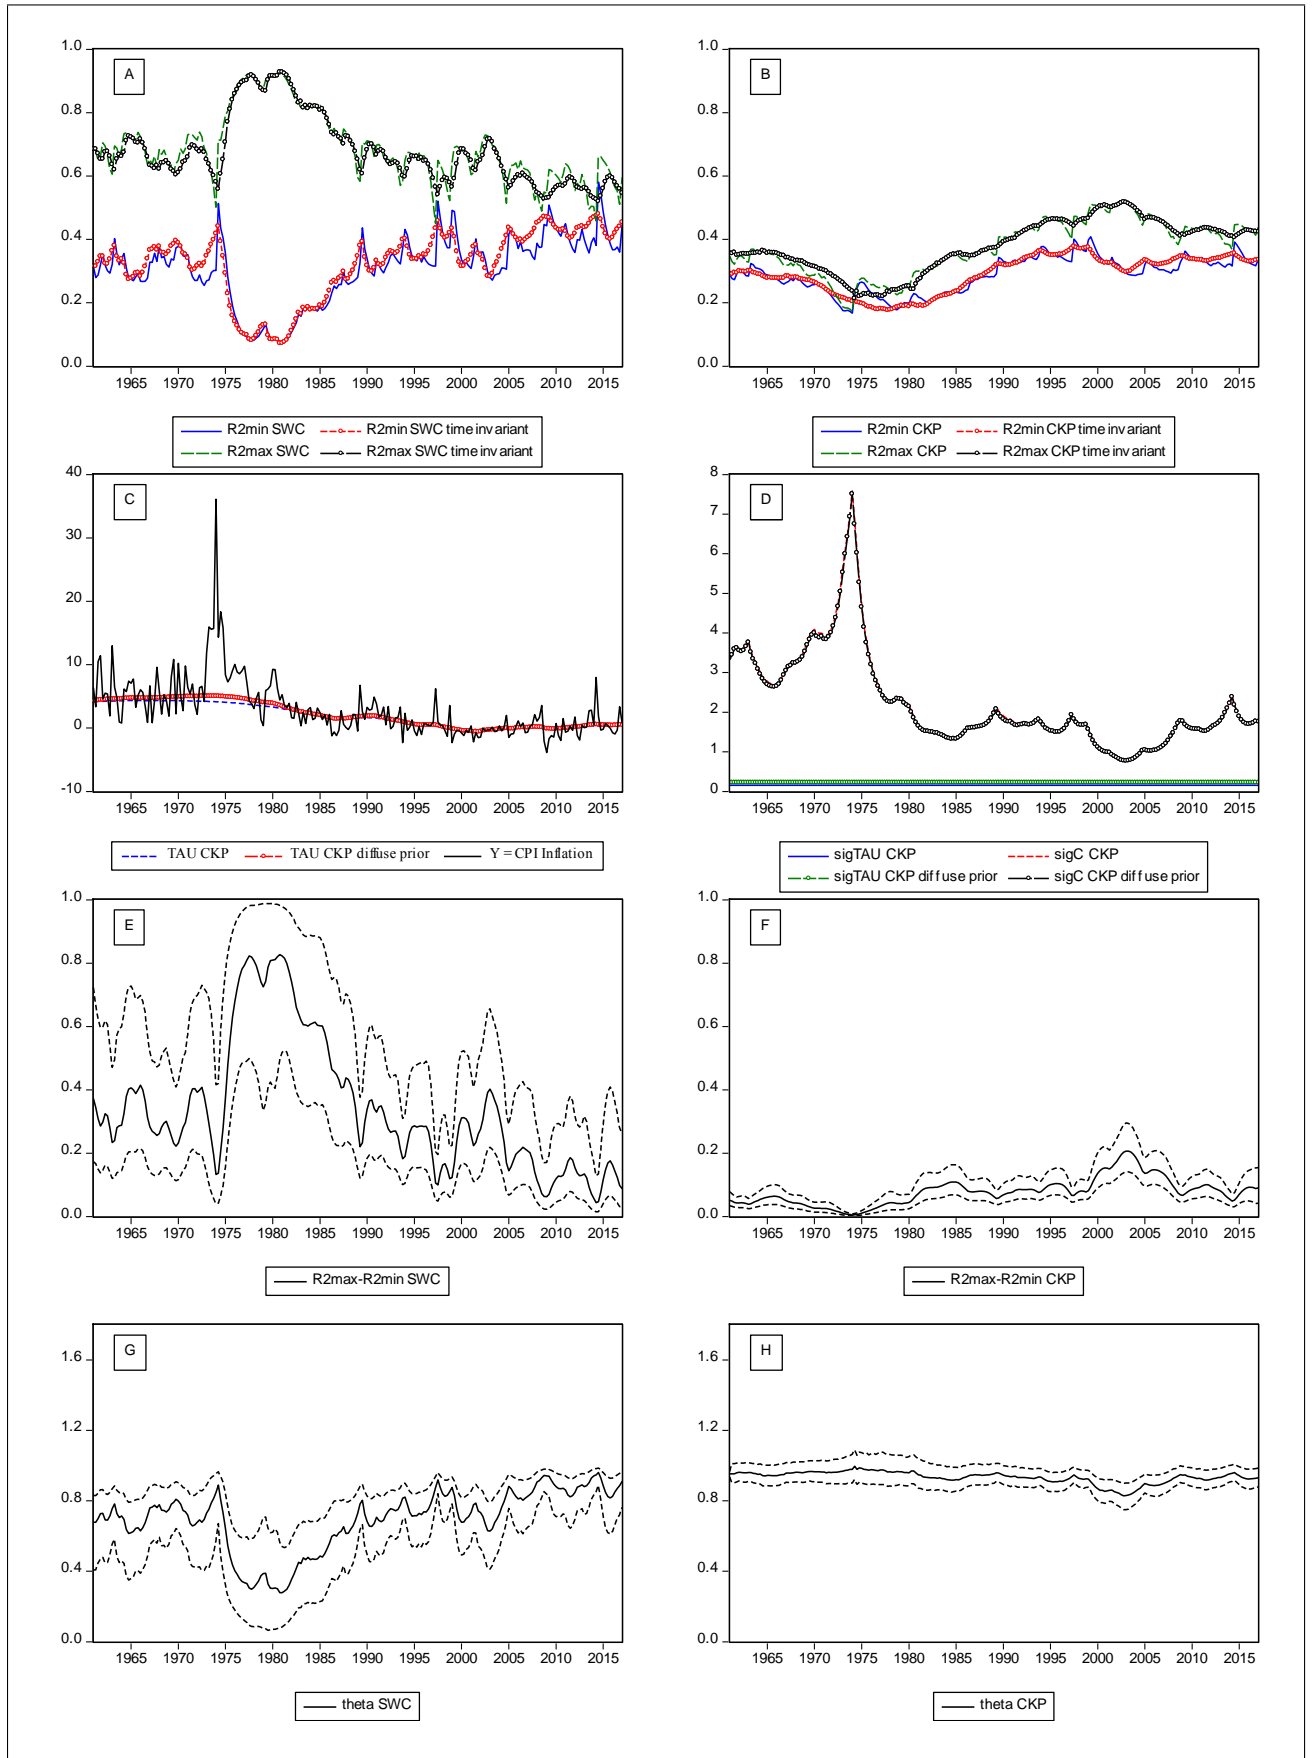 A
1.0
0.8
0.6
0.4
0.2
0.0
1965 1970 1975 1980 1985 1990 1995 2000 2005 2010 2015
R2min SWC R2min SWC time invariant
R2max SWC R2max SWC time invariant
B
1.0
0.8
0.6
0.4
0.2
0.0
1965 1970 1975 1980 1985 1990 1995 2000 2005 2010 2015
R2min CKP R2min CKP time invariant
R2max CKP R2max CKP time invariant
C
40
30
20
10
0
-10
1965 1970 1975 1980 1985 1990 1995 2000 2005 2010 2015
TAU CKP TAU CKP diffuse prior Y = CPI Inflation
D
8
7
6
5
4
3
2
1
0
1965 1970 1975 1980 1985 1990 1995 2000 2005 2010 2015
sigTAU CKP sigC CKP
sigTAU CKP diffuse prior sigC CKP diffuse prior
E
1.0
0.8
0.6
0.4
0.2
0.0
1965 1970 1975 1980 1985 1990 1995 2000 2005 2010 2015
R2max-R2min SWC
F
1.0
0.8
0.6
0.4
0.2
0.0
1965 1970 1975 1980 1985 1990 1995 2000 2005 2010 2015
R2max-R2min CKP
G
1.6
1.2
0.8
0.4
0.0
1965 1970 1975 1980 1985 1990 1995 2000 2005 2010 2015
theta SWC
H
1.6
1.2
0.8
0.4
0.0
1965 1970 1975 1980 1985 1990 1995 2000 2005 2010 2015
theta CKP